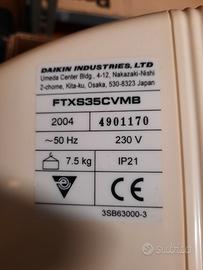 DAIKIN INDUSTRIES, LTD
Umeda Center Bldg., 4-12, Nakazaki-Nishi
2-chome, Kita-ku, Osaka, 530-8323 Japan
FTXS35CVMB
2004 4901170
~50 Hz 230 V
7.5 kg IP21
3SB63000-3
subito